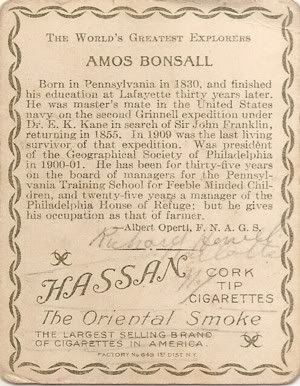 THE WORLD'S GREATEST EXPLORERS
AMOS BONSALL
Born in Pennsylvania in 1830, and finished
his education at Lafayette thirty years later.
He was master's mate in the United States
navy on the second Grinnell expedition under
Dr. E. K. Kane in search of Sir John Franklin,
returning in 1855. In 1909 was the last living
survivor of that expedition. Was president
of the Geographical Society of Philadelphia
in 1900-01. He has been for thirty-five years
on the board of managers for the Pennsyl-
vania Training School for Feeble Minded Chil-
dren, and twenty-five years a manager of the
Philadelphia House of Refuge; but he gives
his occupation as that of farmer.
Albert Operti, F. N. A. G. S.
Richard
HASSAN
CORK
TIP
CIGARETTES
The Oriental Smoke
THE LARGEST SELLING BRAND
OF CIGARETTES IN AMERICA.
FACTORY No 649 1ST DIST. N.Y.